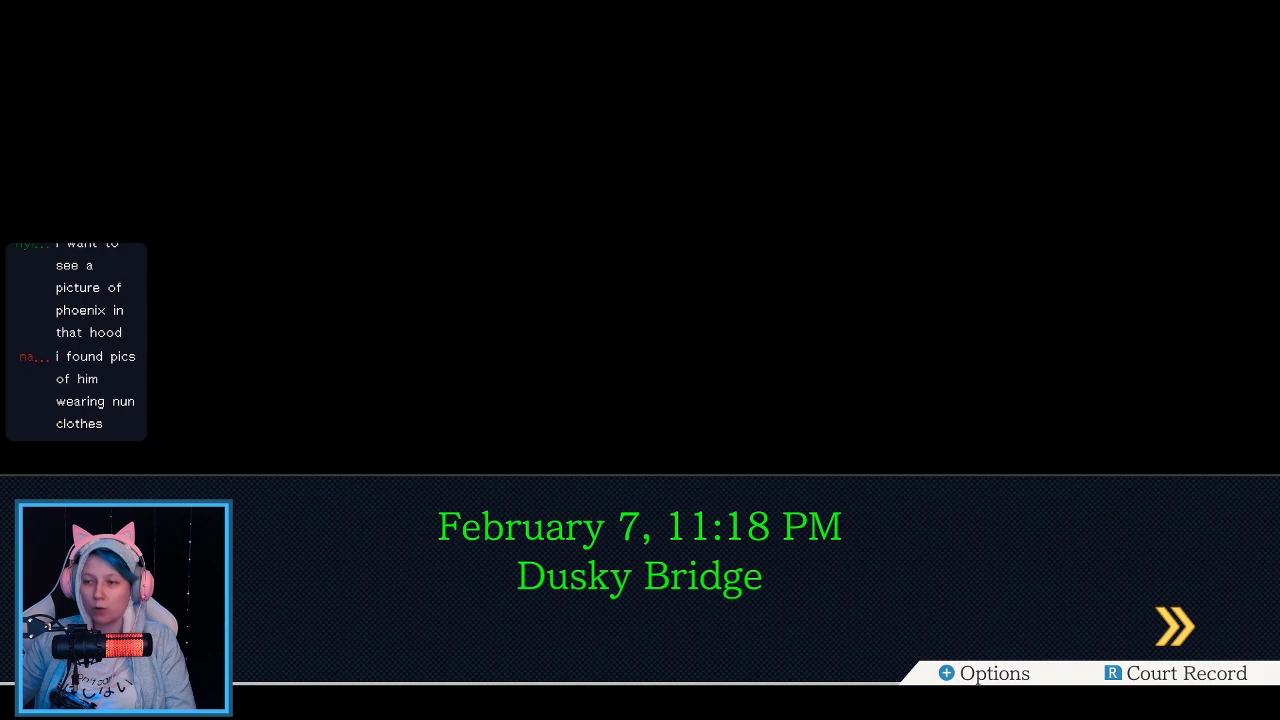 i want to
see a
picture of
phoenix in
that hood
na... i found pics
of him
wearing nun
clothes
February 7, 11:18 PM
Dusky Bridge
+ Options
R Court Record